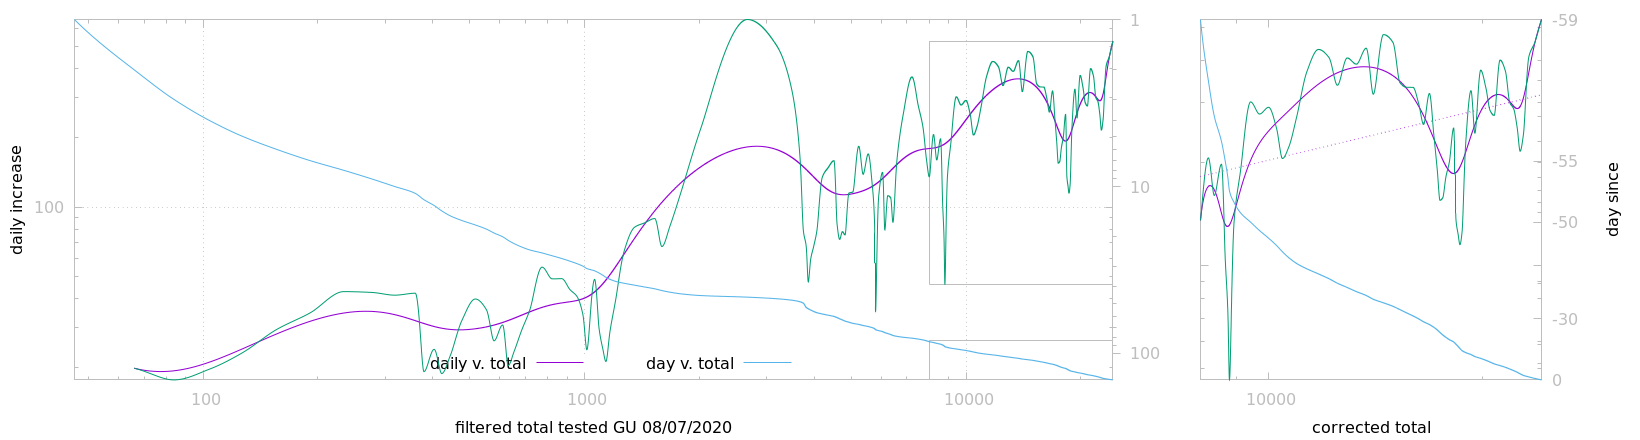 daily increase
100
daily v. total
day v. total
100
1000
10000
filtered total tested GU 08/07/2020
1
10
100
10000
corrected total
-59
-55
-50
-30
0
day since